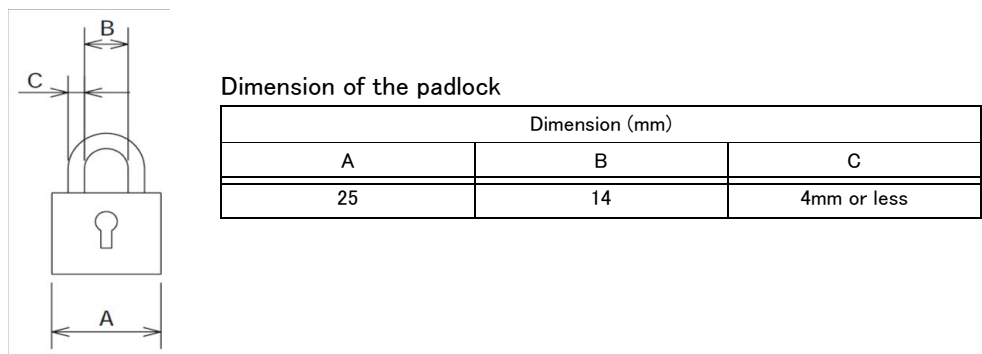 B
C
A
Dimension of the padlock
Dimension (mm)
A B C
25 14 4mm or less